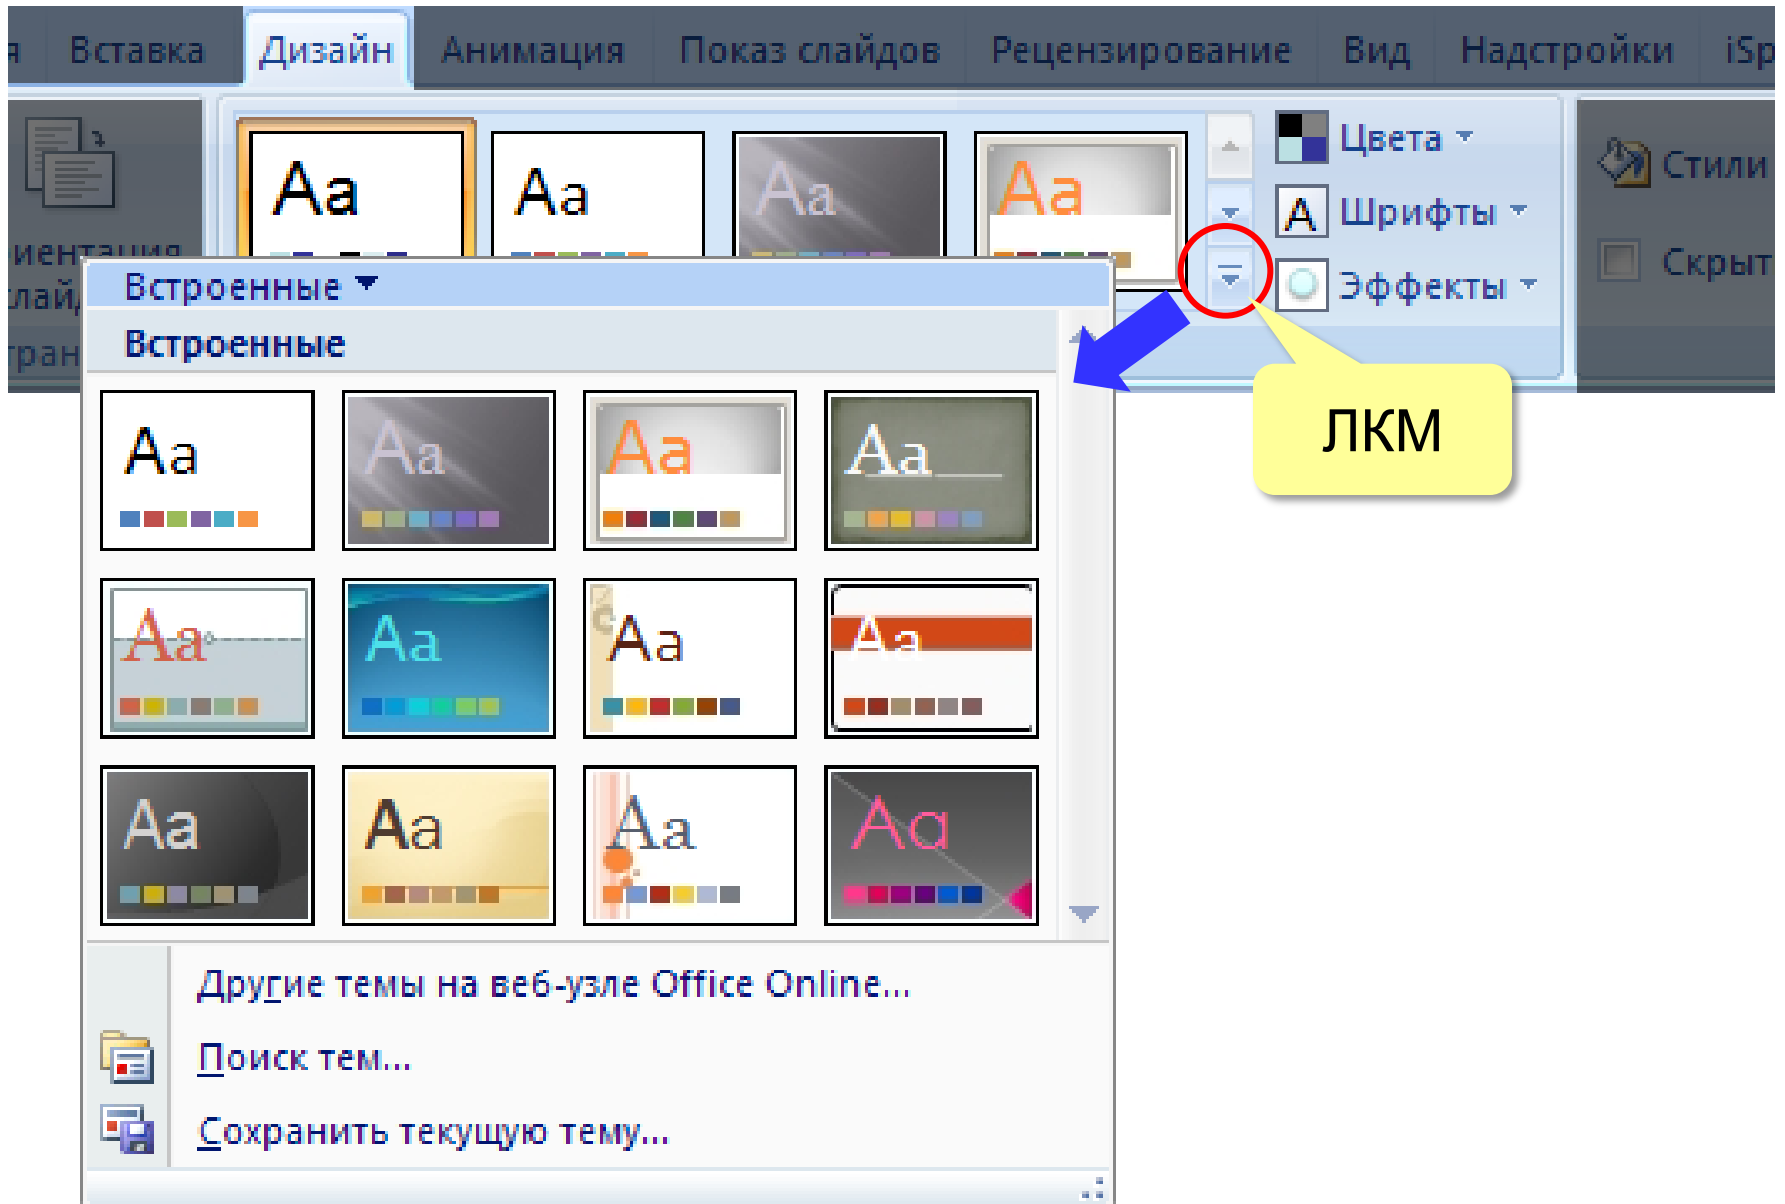 Вставка Дизайн Анимация Показ слайдов Рецензирование Вид Надстройки
Aa Aa Aa Aa
Цвета
Стили
A Шрифты
Эффекты
ЛКМ
Встроенные
Встроенные
Aa Aa Aa Aa
Aa Aa Aa Aa
Aa Aa Aa Aa
Другие темы на веб-узле Office Online...
Поиск тем...
Сохранить текущую тему...